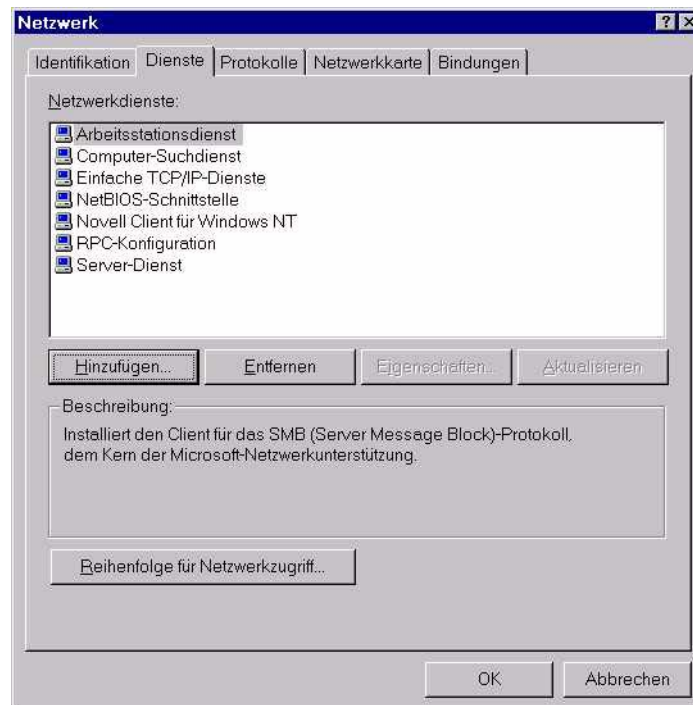 Netzwerk
Identifikation Dienste Protokolle Netzwerkkarte Bindungen
Netzwerkdienste:
Arbeitsstationsdienst
Computer-Suchdienst
Einfache TCP/IP-Dienste
NetBIOS-Schnittstelle
Novell Client für Windows NT
RPC-Konfiguration
Server-Dienst
Hinzufügen... Entfernen Eigenschaften... Aktualisieren
Beschreibung:
Installiert den Client für das SMB (Server Message Block)-Protokoll,
dem Kern der Microsoft-Netzwerkunterstützung.
Reihenfolge für Netzwerkzugriff...
OK Abbrechen